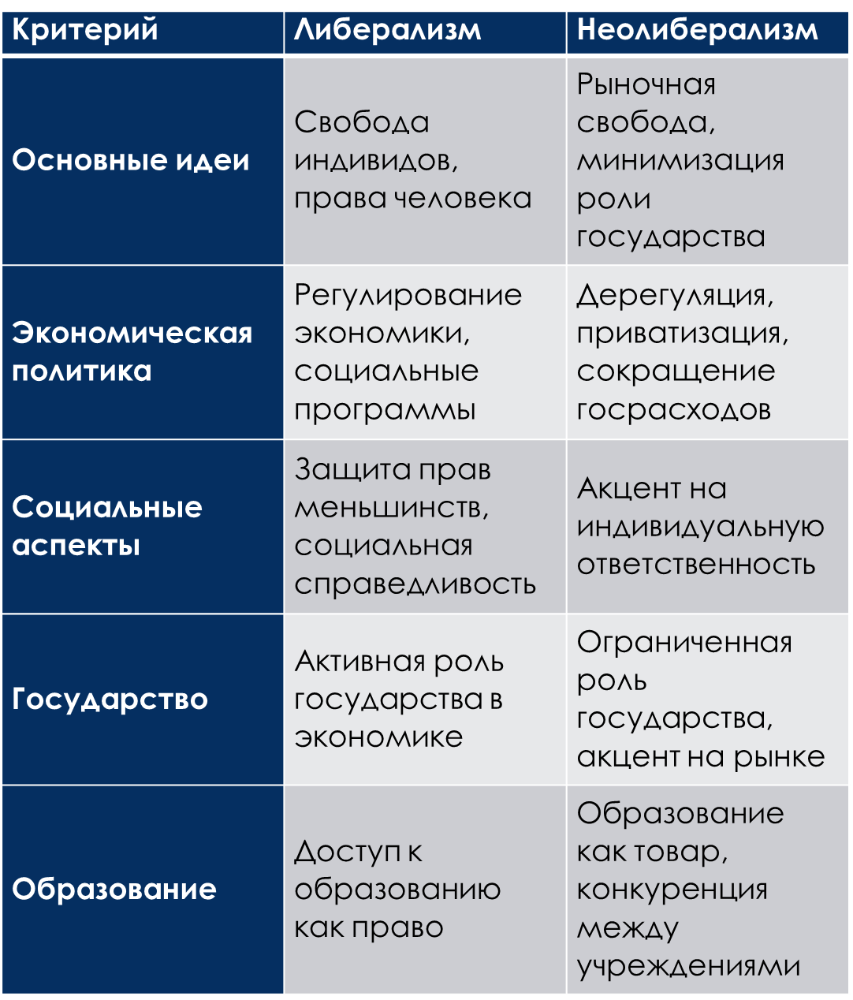 Критерий
Либерализм
Неолиберализм
Основные идеи
Свобода
индивидов,
права человека
Рыночная
свобода,
минимизация
роли
государства
Экономическая
политика
Регулирование
экономики,
социальные
программы
Дерегуляция,
приватизация,
сокращение
госрасходов
Социальные
аспекты
Защита прав
меньшинств,
социальная
справедливость
Акцент на
индивидуальную
ответственность
Государство
Активная роль
государства в
экономике
Ограниченная
роль
государства,
акцент на рынке
Образование
Доступ к
образованию
как право
Образование
как товар,
конкуренция
между
учреждениями